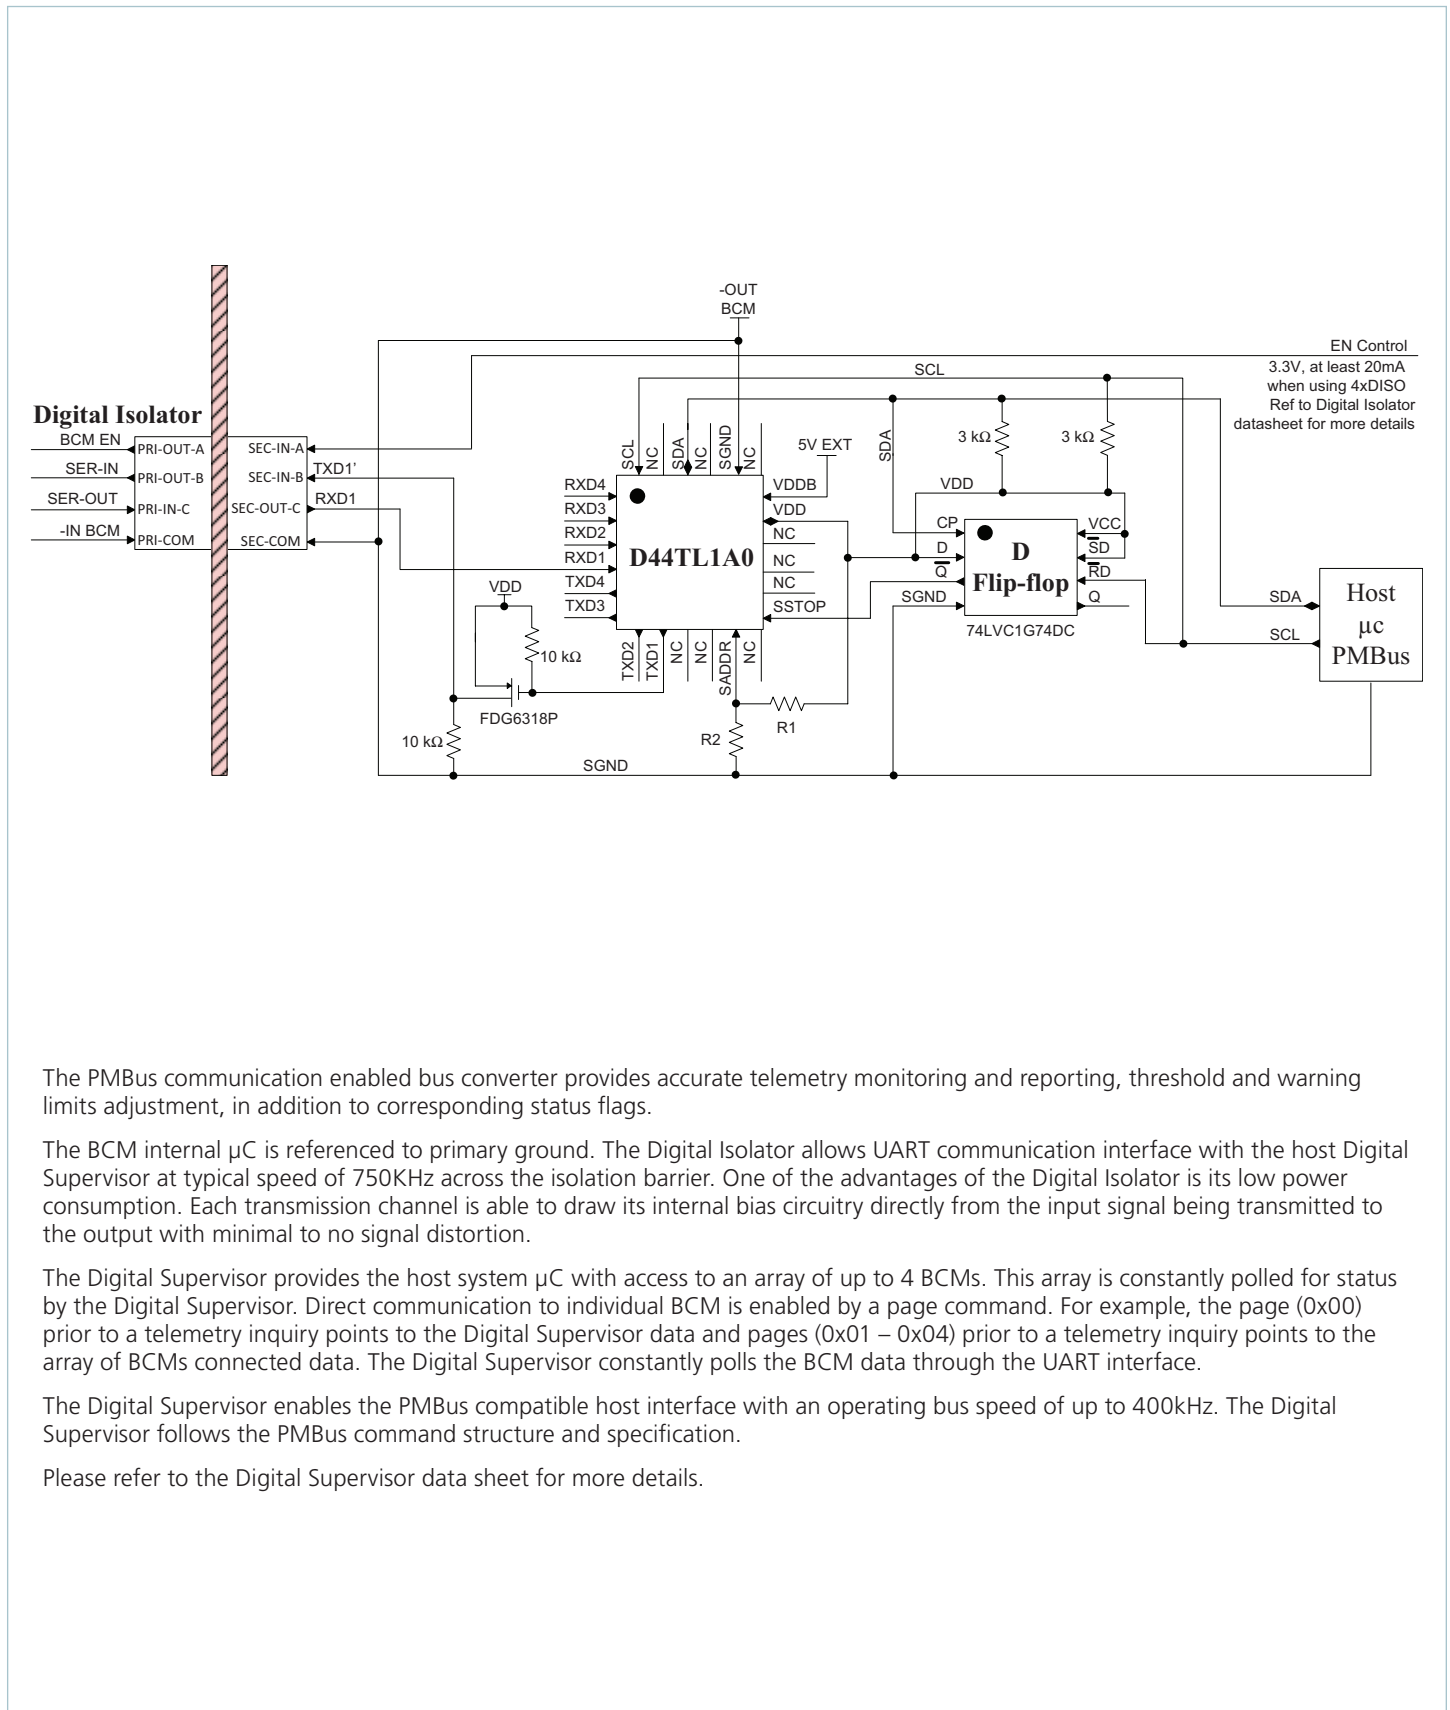 -OUT
BCM
EN Control
3.3V, at least 20mA
when using 4xDISO
Ref to Digital Isolator
datasheet for more details
SCL
Digital Isolator
BCM EN
PRI-OUT-A
SEC-IN-A
SER-IN
PRI-OUT-B
SEC-IN-B
TXD1'
SER-OUT
PRI-IN-C
SEC-OUT-C
RXD1
-IN BCM
PRI-COM
SEC-COM
SCL
NC
SDA
NC
SGND
NC
5V EXT
SDA
3 kΩ
3 kΩ
RXD4
RXD3
RXD2
RXD1
TXD4
TXD3
D44TL1A0
VDDB
VDD
NC
NC
NC
SSTOP
TXD2
TXD1
NC
NC
SADDR
NC
VDD
CP
D
Q
SGND
D
Flip-flop
VCC
SD
RD
Q
74LVC1G74DC
SDA
SCL
Host
µc
PMBus
VDD
10 kΩ
FDG6318P
10 kΩ
R1
R2
SGND
The PMBus communication enabled bus converter provides accurate telemetry monitoring and reporting, threshold and warning
limits adjustment, in addition to corresponding status flags.
The BCM internal µC is referenced to primary ground. The Digital Isolator allows UART communication interface with the host Digital
Supervisor at typical speed of 750KHz across the isolation barrier. One of the advantages of the Digital Isolator is its low power
consumption. Each transmission channel is able to draw its internal bias circuitry directly from the input signal being transmitted to
the output with minimal to no signal distortion.
The Digital Supervisor provides the host system µC with access to an array of up to 4 BCMs. This array is constantly polled for status
by the Digital Supervisor. Direct communication to individual BCM is enabled by a page command. For example, the page (0x00)
prior to a telemetry inquiry points to the Digital Supervisor data and pages (0x01 – 0x04) prior to a telemetry inquiry points to the
array of BCMs connected data. The Digital Supervisor constantly polls the BCM data through the UART interface.
The Digital Supervisor enables the PMBus compatible host interface with an operating bus speed of up to 400kHz. The Digital
Supervisor follows the PMBus command structure and specification.
Please refer to the Digital Supervisor data sheet for more details.